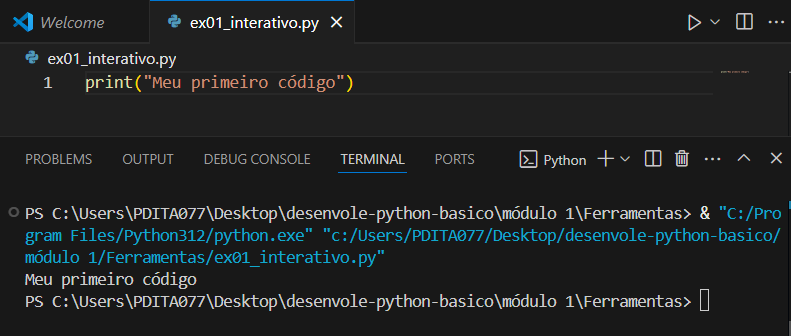 Welcome ex01_interativo.py
ex01_interativo.py
1 print("Meu primeiro código")
PROBLEMS OUTPUT DEBUG CONSOLE TERMINAL PORTS Python
PS C:\Users\PDITA077\Desktop\desenvole-python-basico\módulo 1\Ferramentas> & "C:/Pro
gram Files/Python312/python.exe" "c:/Users/PDITA077/Desktop/desenvole-python-basico/
módulo 1/Ferramentas/ex01_interativo.py"
Meu primeiro código
PS C:\Users\PDITA077\Desktop\desenvole-python-basico\módulo 1\Ferramentas>